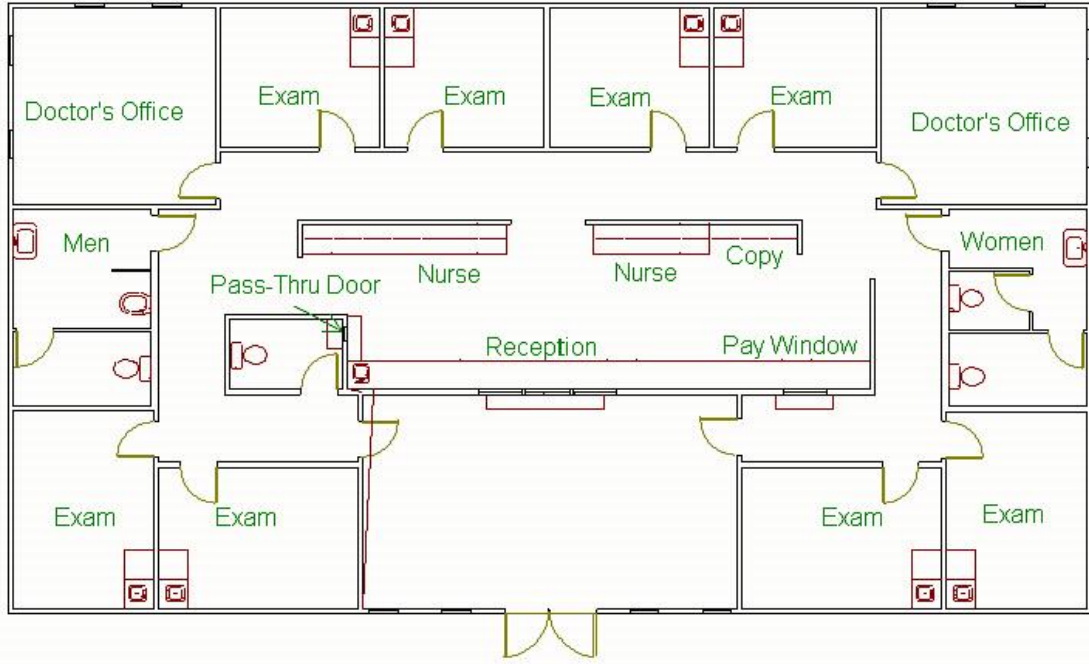 Exam
Exam
Exam
Exam
Doctor's Office
Doctor's Office
Men
Women
Nurse
Nurse
Copy
Pass-Thru Door
Reception
Pay Window
Exam
Exam
Exam
Exam